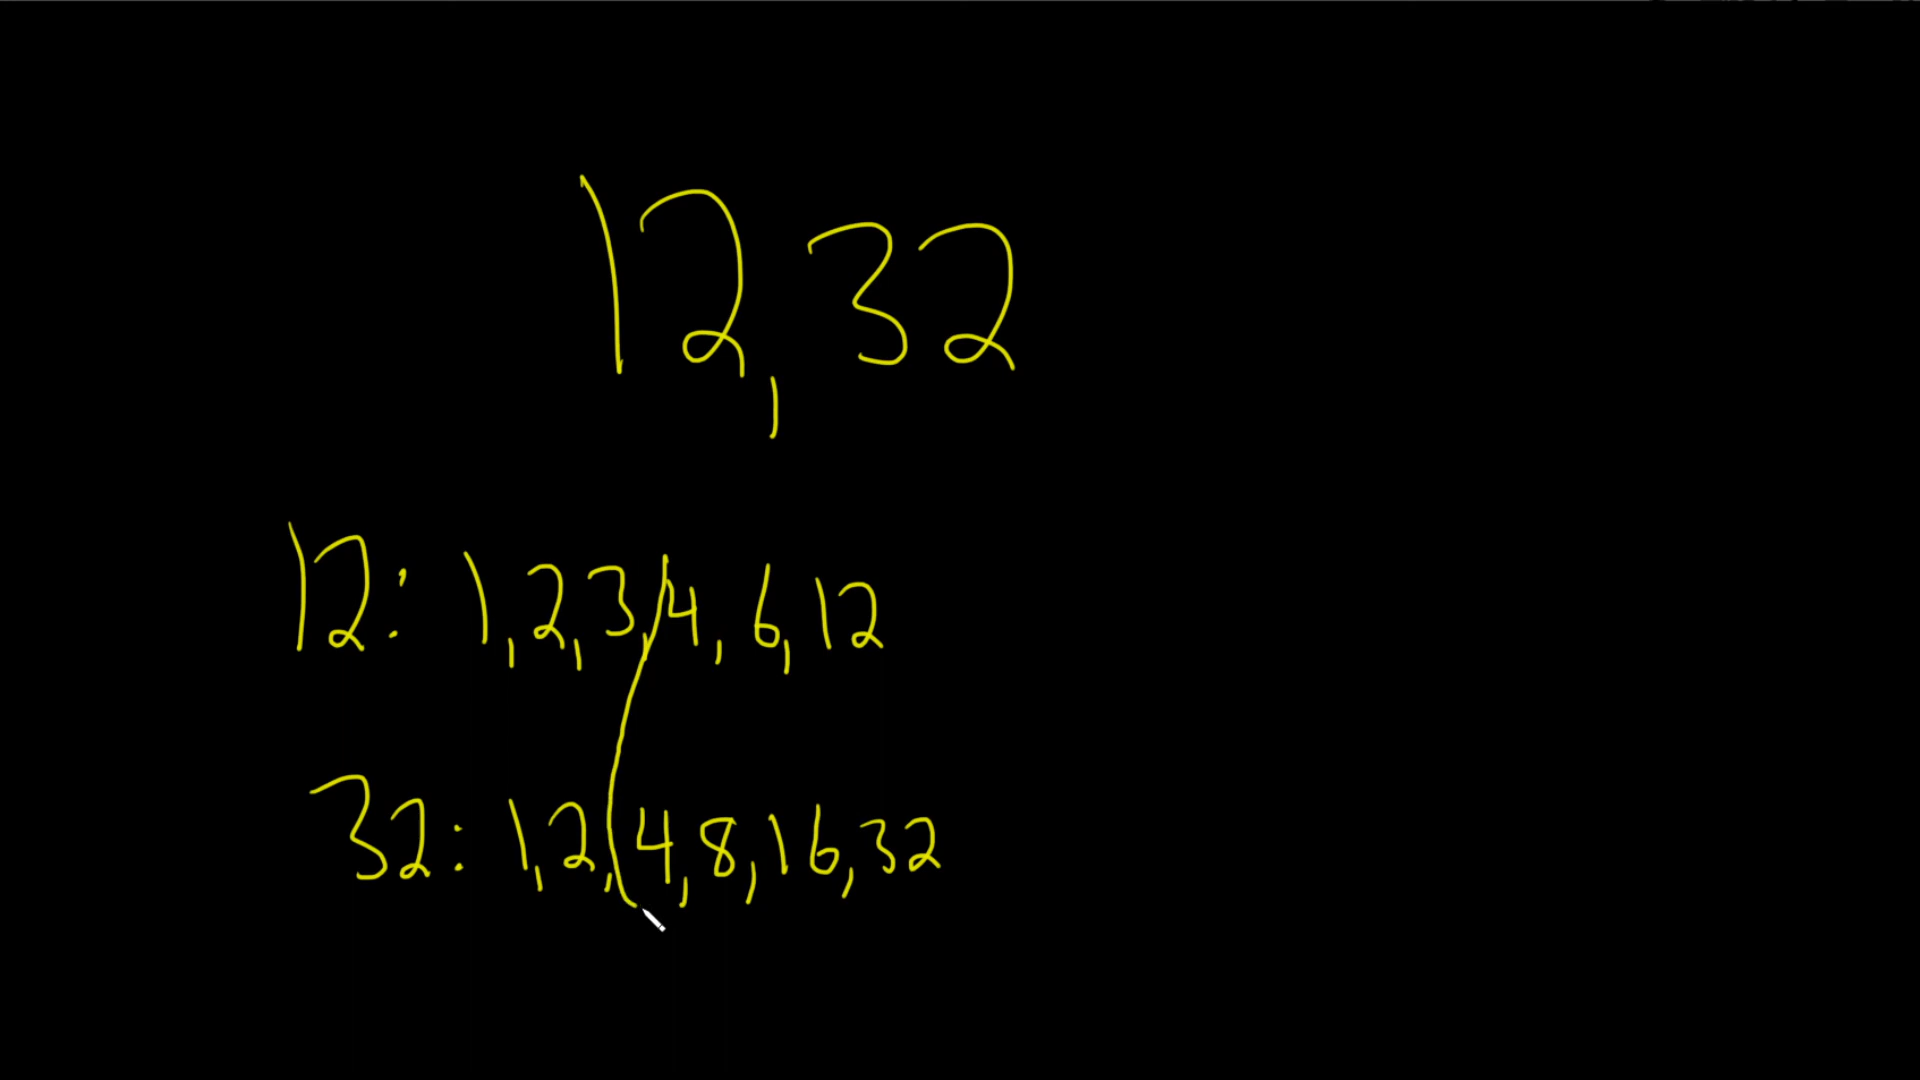 12, 32
12: 1, 2, 3, 4, 6, 12
32: 1, 2, 4, 8, 16, 32